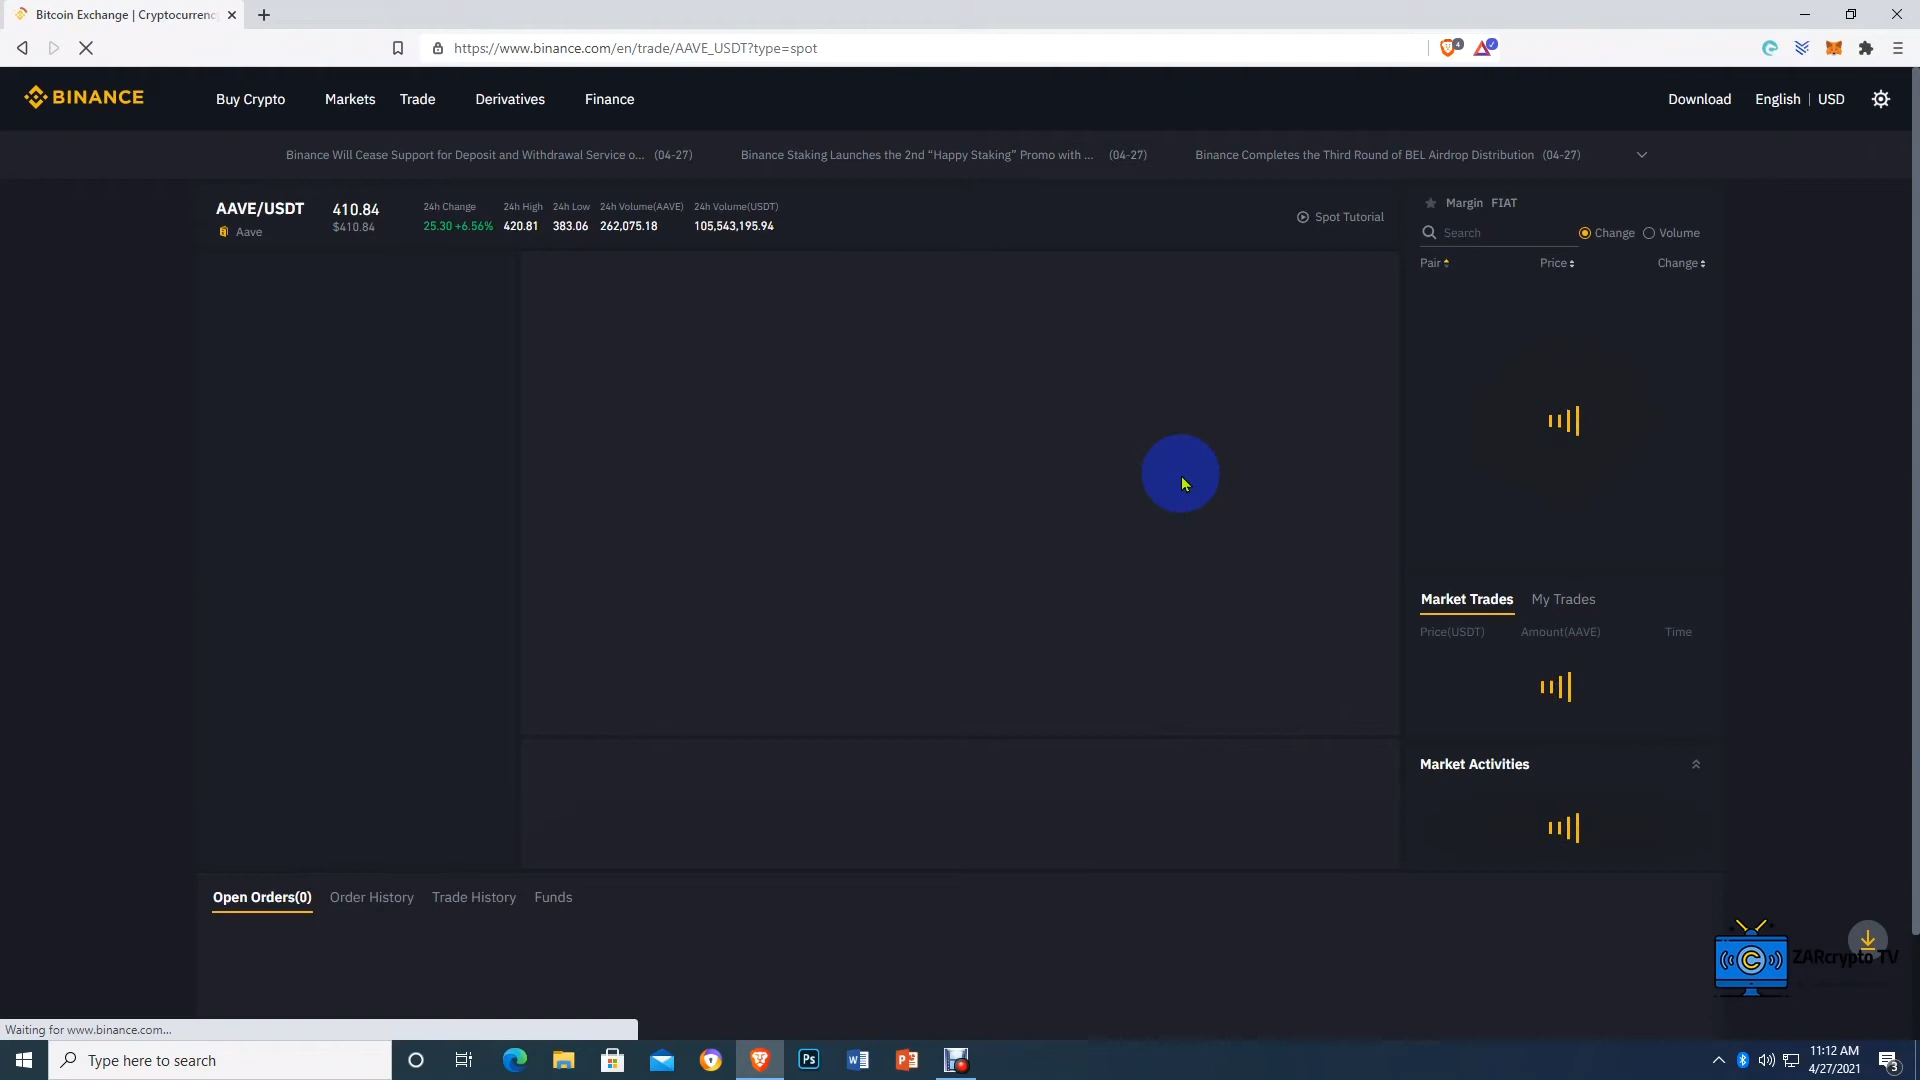 Bitcoin Exchange | Cryptocurrenc
https://www.binance.com/en/trade/AAVE_USDT?type=spot
4
BINANCE
Buy Crypto Markets Trade Derivatives Finance Download English | USD
Binance Will Cease Support for Deposit and Withdrawal Service o... (04-27) Binance Staking Launches the 2nd “Happy Staking” Promo with ... (04-27) Binance Completes the Third Round of BEL Airdrop Distribution (04-27)
AAVE/USDT
Aave
410.84
$410.84
24h Change
25.30 +6.56%
24h High
420.81
24h Low
383.06
24h Volume(AAVE)
262,075.18
24h Volume(USDT)
105,543,195.94
Spot Tutorial
Margin FIAT
Search Change Volume
Pair Price Change
Market Trades My Trades
Price(USDT) Amount(AAVE) Time
Market Activities
Open Orders(0) Order History Trade History Funds
C
ZARcrypto TV
Waiting for www.binance.com...
Type here to search
Ps
W
P
11:12 AM
4/27/2021
3